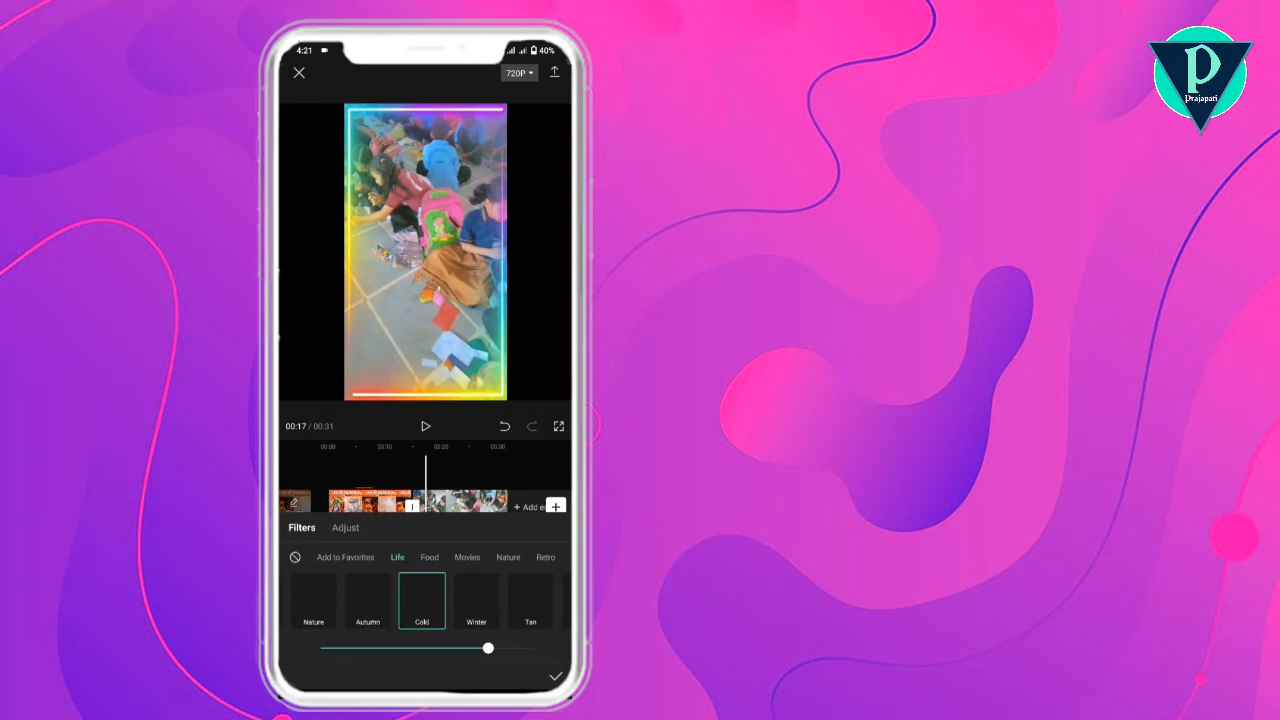 4:21
40%
720P
00:17 / 00:31
00:00
00:10
00:20
00:30
+ Add e
+
Filters
Adjust
Add to Favorites
Life
Food
Movies
Nature
Retro
Nature
Autumn
Cold
Winter
Tan
P
Prajapati